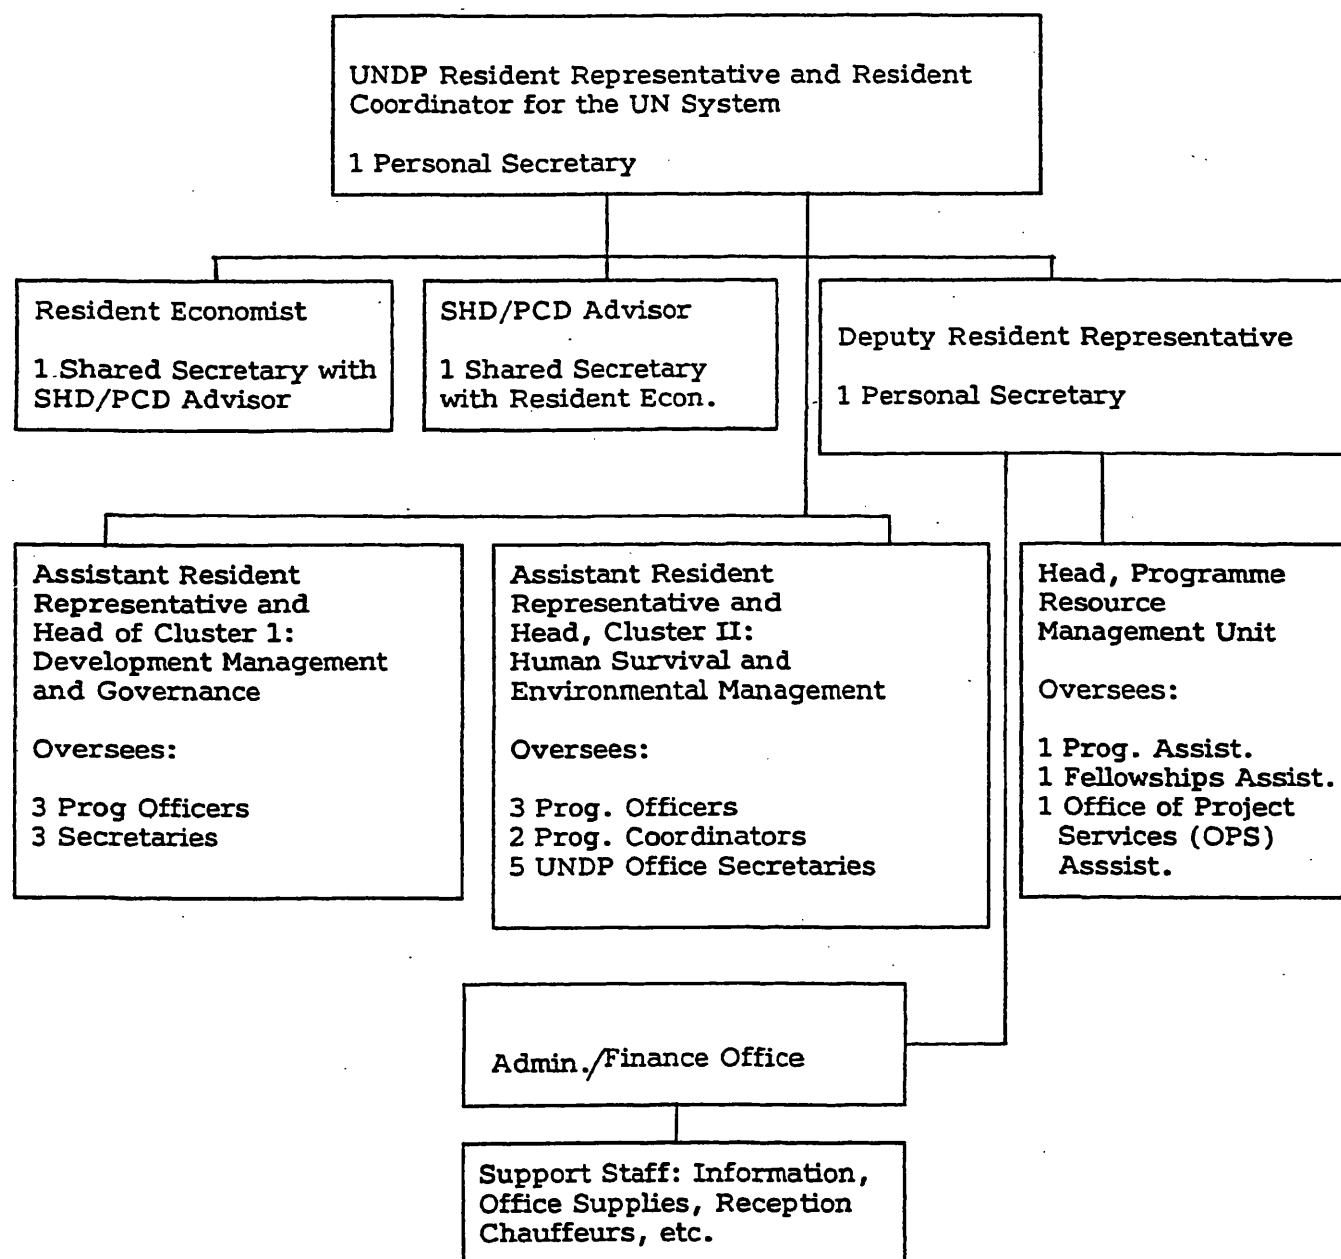 UNDP Resident Representative and Resident
Coordinator for the UN System
1 Personal Secretary
Resident Economist
1 Shared Secretary with
SHD/PCD Advisor
SHD/PCD Advisor
1 Shared Secretary
with Resident Econ.
Deputy Resident Representative
1 Personal Secretary
Assistant Resident
Representative and
Head of Cluster 1:
Development Management
and Governance
Oversees:
3 Prog Officers
3 Secretaries
Assistant Resident
Representative and
Head, Cluster II:
Human Survival and
Environmental Management
Oversees:
3 Prog. Officers
2 Prog. Coordinators
5 UNDP Office Secretaries
Head, Programme
Resource
Management Unit
Oversees:
1 Prog. Assist.
1 Fellowships Assist.
1 Office of Project
Services (OPS)
Asssist.
Admin./Finance Office
Support Staff: Information,
Office Supplies, Reception
Chauffeurs, etc.